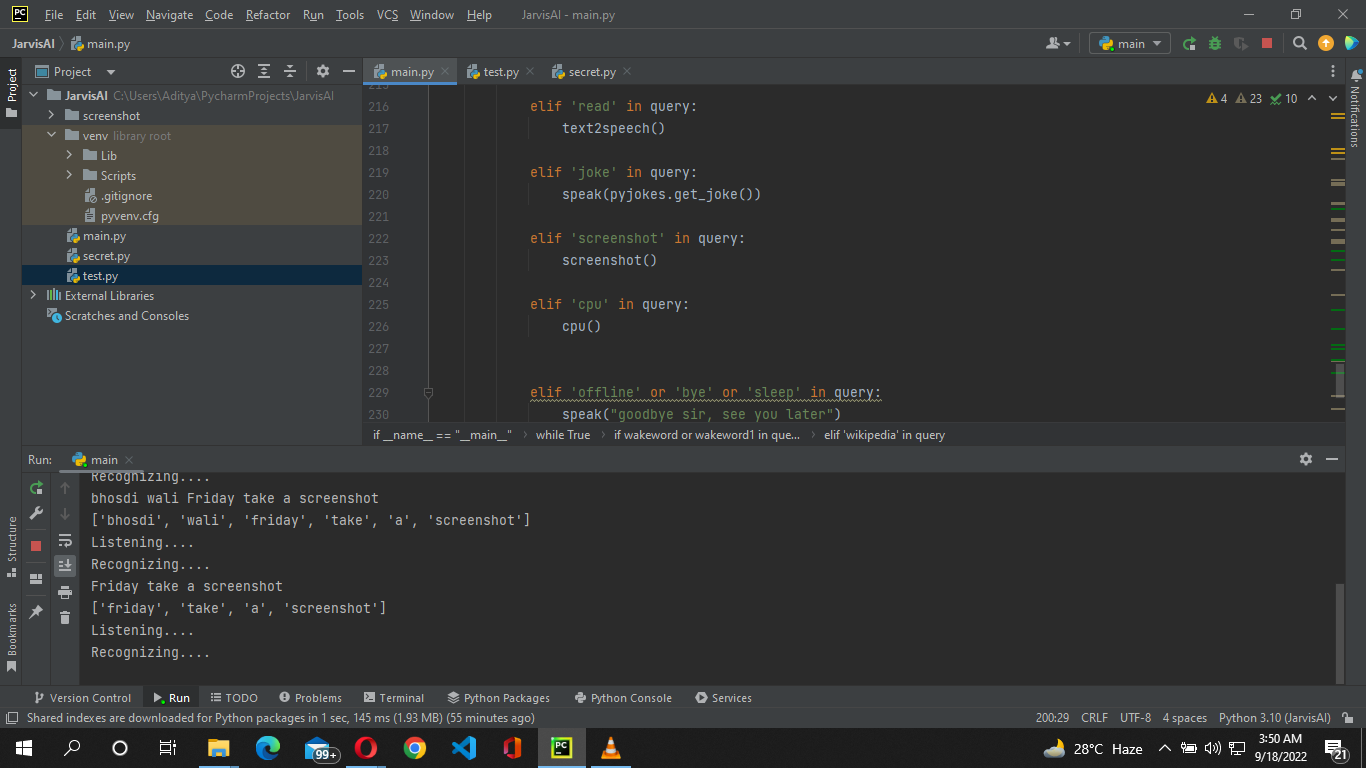 PC File Edit View Navigate Code Refactor Run Tools VCS Window Help JarvisAI - main.py
JarvisAI main.py
main
Project
main.py test.py secret.py
Project
Notifications
Structure
Bookmarks
JarvisAI C:\Users\Aditya\PycharmProjects\JarvisAI
screenshot
venv library root
Lib
Scripts
.gitignore
pyvenv.cfg
main.py
secret.py
test.py
External Libraries
Scratches and Consoles
4 23 10
216 elif 'read' in query:
217 text2speech()
218
219 elif 'joke' in query:
220 speak(pyjokes.get_joke())
221
222 elif 'screenshot' in query:
223 screenshot()
224
225 elif 'cpu' in query:
226 cpu()
227
228
229 elif 'offline' or 'bye' or 'sleep' in query:
230 speak("goodbye sir, see you later")
if __name__ == "__main__" while True if wakeword or wakeword1 in que... elif 'wikipedia' in query
Run: main
Recognizing....
bhosdi wali Friday take a screenshot
['bhosdi', 'wali', 'friday', 'take', 'a', 'screenshot']
Listening....
Recognizing....
Friday take a screenshot
['friday', 'take', 'a', 'screenshot']
Listening....
Recognizing....
Version Control Run TODO Problems Terminal Python Packages Python Console Services
Shared indexes are downloaded for Python packages in 1 sec, 145 ms (1.93 MB) (55 minutes ago) 200:29 CRLF UTF-8 4 spaces Python 3.10 (JarvisAI)
99+ PC 28°C Haze 3:50 AM
9/18/2022 21